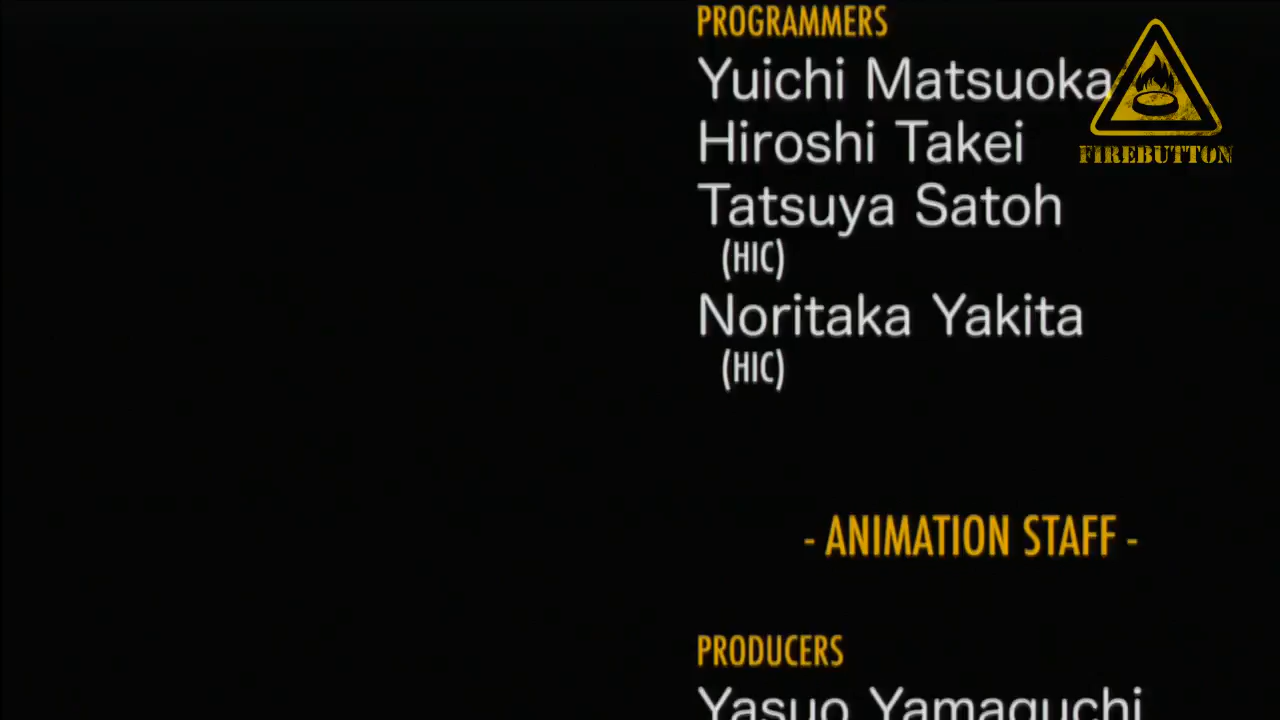 PROGRAMMERS
Yuichi Matsuoka
Hiroshi Takei
Tatsuya Satoh
(HIC)
Noritaka Yakita
(HIC)
FIREBUTTON
- ANIMATION STAFF -
PRODUCERS
Yasuo Yamaguchi